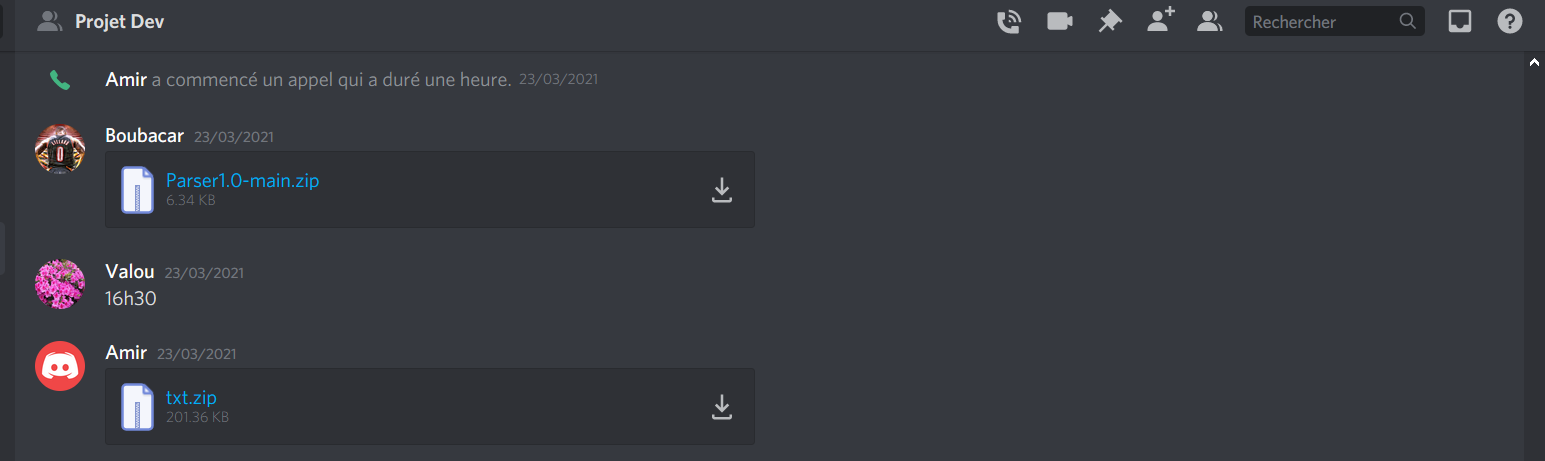 Projet Dev
Rechercher
Amir a commencé un appel qui a duré une heure. 23/03/2021
Boubacar 23/03/2021
Parser1.0-main.zip
6.34 KB
Valou 23/03/2021
16h30
Amir 23/03/2021
txt.zip
201.36 KB